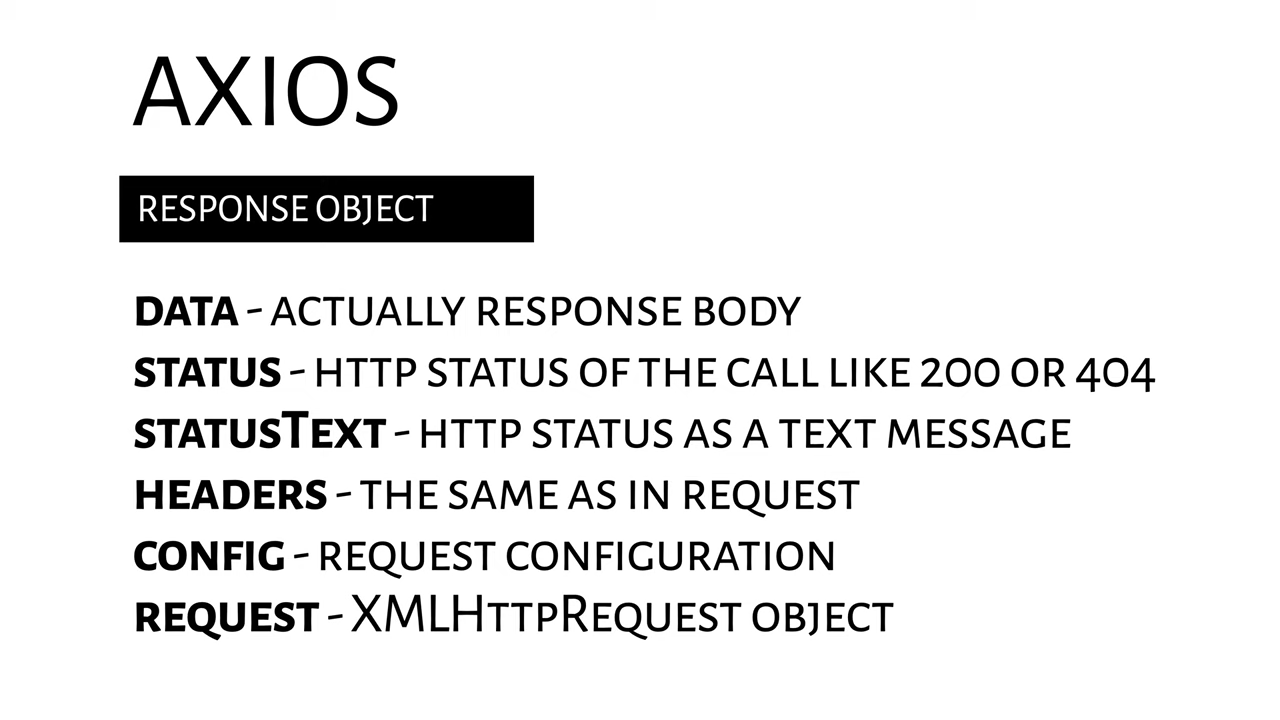 AXIOS
RESPONSE OBJECT
DATA - ACTUALLY RESPONSE BODY
STATUS - HTTP STATUS OF THE CALL LIKE 200 OR 404
STATUSTEXT - HTTP STATUS AS A TEXT MESSAGE
HEADERS - THE SAME AS IN REQUEST
CONFIG - REQUEST CONFIGURATION
REQUEST - XMLHTTPREQUEST OBJECT